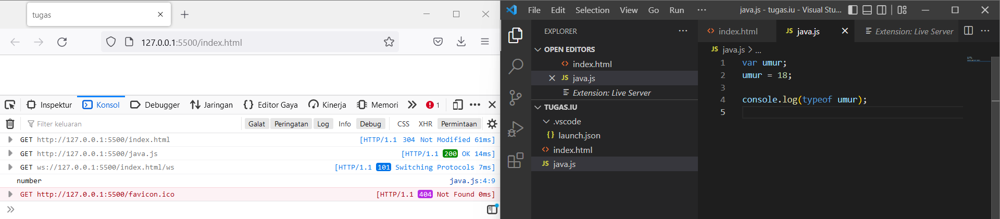 tugas
127.0.0.1:5500/index.html
Inspektur Konsol Debugger Jaringan Editor Gaya Kinerja Memori 1
Filter keluaran Galat Peringatan Log Info Debug CSS XHR Permintaan
GET http://127.0.0.1:5500/index.html [HTTP/1.1 304 Not Modified 61ms]
GET http://127.0.0.1:5500/java.js [HTTP/1.1 200 OK 14ms]
GET ws://127.0.0.1:5500/index.html/ws [HTTP/1.1 101 Switching Protocols 7ms]
number java.js:4:9
GET http://127.0.0.1:5500/favicon.ico [HTTP/1.1 404 Not Found 0ms]
File Edit Selection View Go Run ··· java.js - tugas.iu - Visual Stu...
EXPLORER ···
OPEN EDITORS
index.html
JS java.js
Extension: Live Server
TUGAS.IU
.vscode
{} launch.json
index.html
JS java.js
index.html JS java.js Extension: Live Server ···
JS java.js > ...
1 var umur;
2 umur = 18;
3
4 console.log(typeof umur);
5